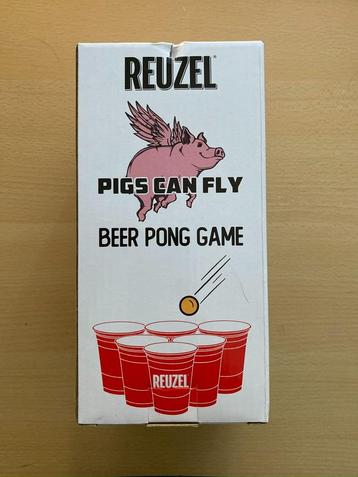 REUZEL
PIGS CAN FLY
BEER PONG GAME
REUZEL